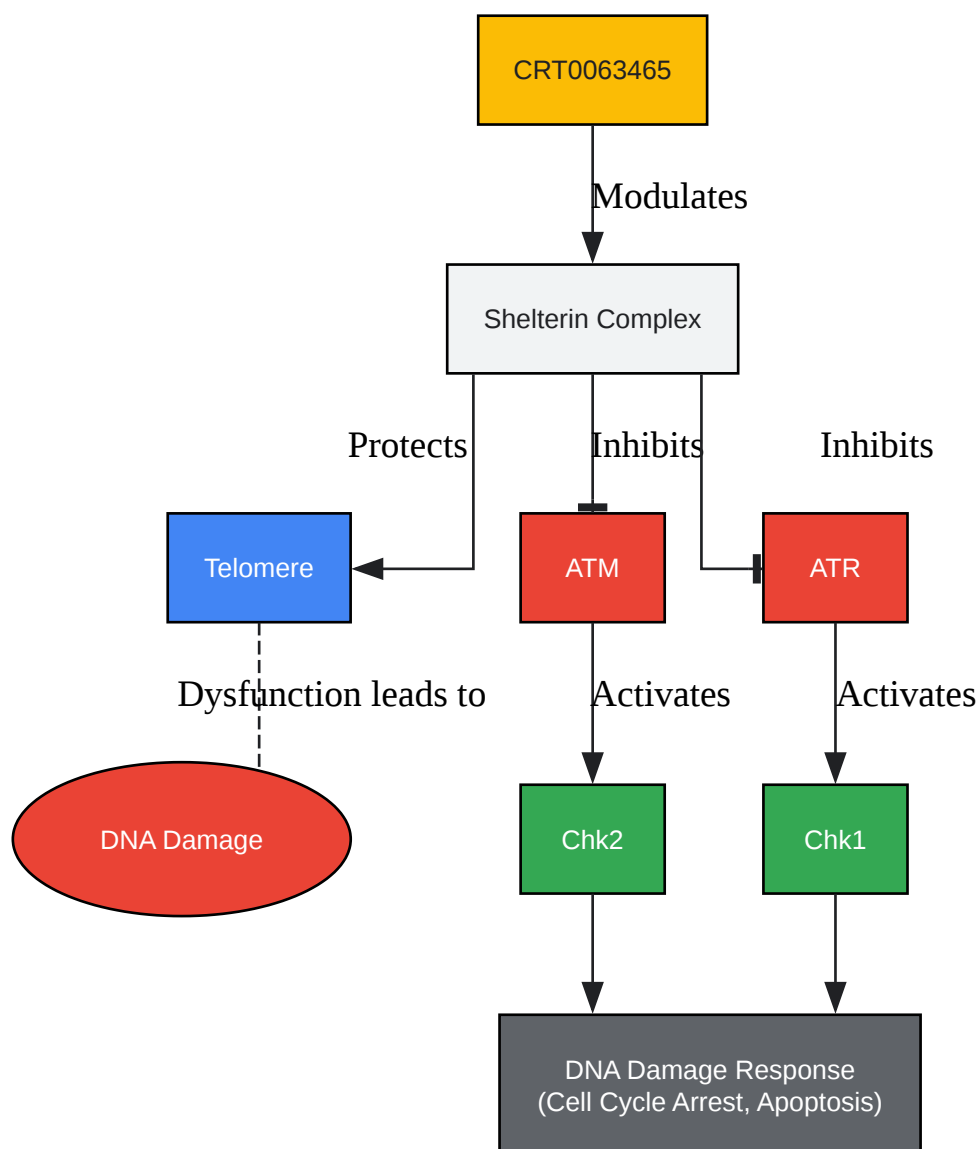 CRT0063465
Modulates
Shelterin Complex
Protects
Inhibits
Inhibits
Telomere
ATM
ATR
Dysfunction leads to
Activates
Activates
DNA Damage
Chk2
Chk1
DNA Damage Response
(Cell Cycle Arrest, Apoptosis)